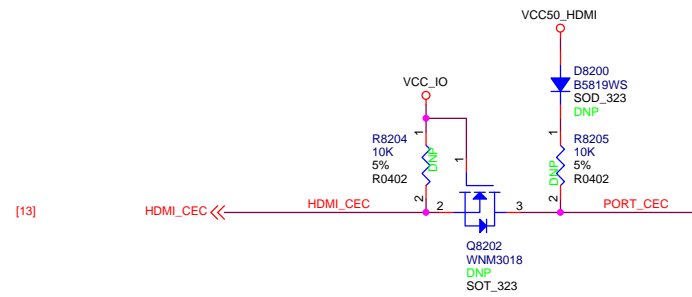 VCC50_HDMI
D8200
B5819WS
SOD_323
DNP
VCC_IO
1
R8204
10K
5%
R0402
DNP
2
1
1
R8205
10K
5%
R0402
DNP
2
[13]
HDMI_CEC
HDMI_CEC
2
3
PORT_CEC
Q8202
WNM3018
DNP
SOT_323